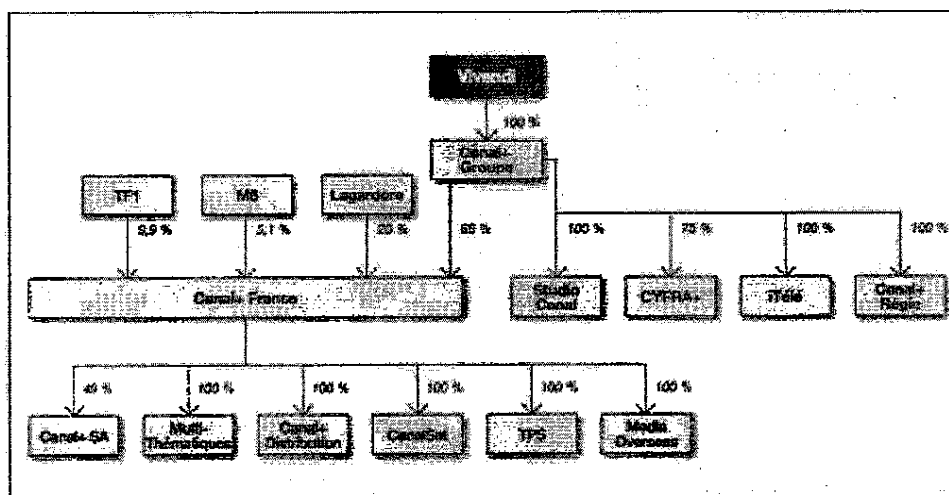 Vivendi
100 %
Canal+
Groupe
TF1
M6
Lagardère
9,9 %
5,1 %
20 %
65 %
100 %
75 %
100 %
100 %
Canal+ France
Studio
Canal
CYFRA+
iTélé
Canal+
Régie
49 %
100 %
100 %
100 %
100 %
100 %
Canal+ SA
Multi-
Thématiques
Canal+
Distribution
CanalSat
TPS
Media
Overseas